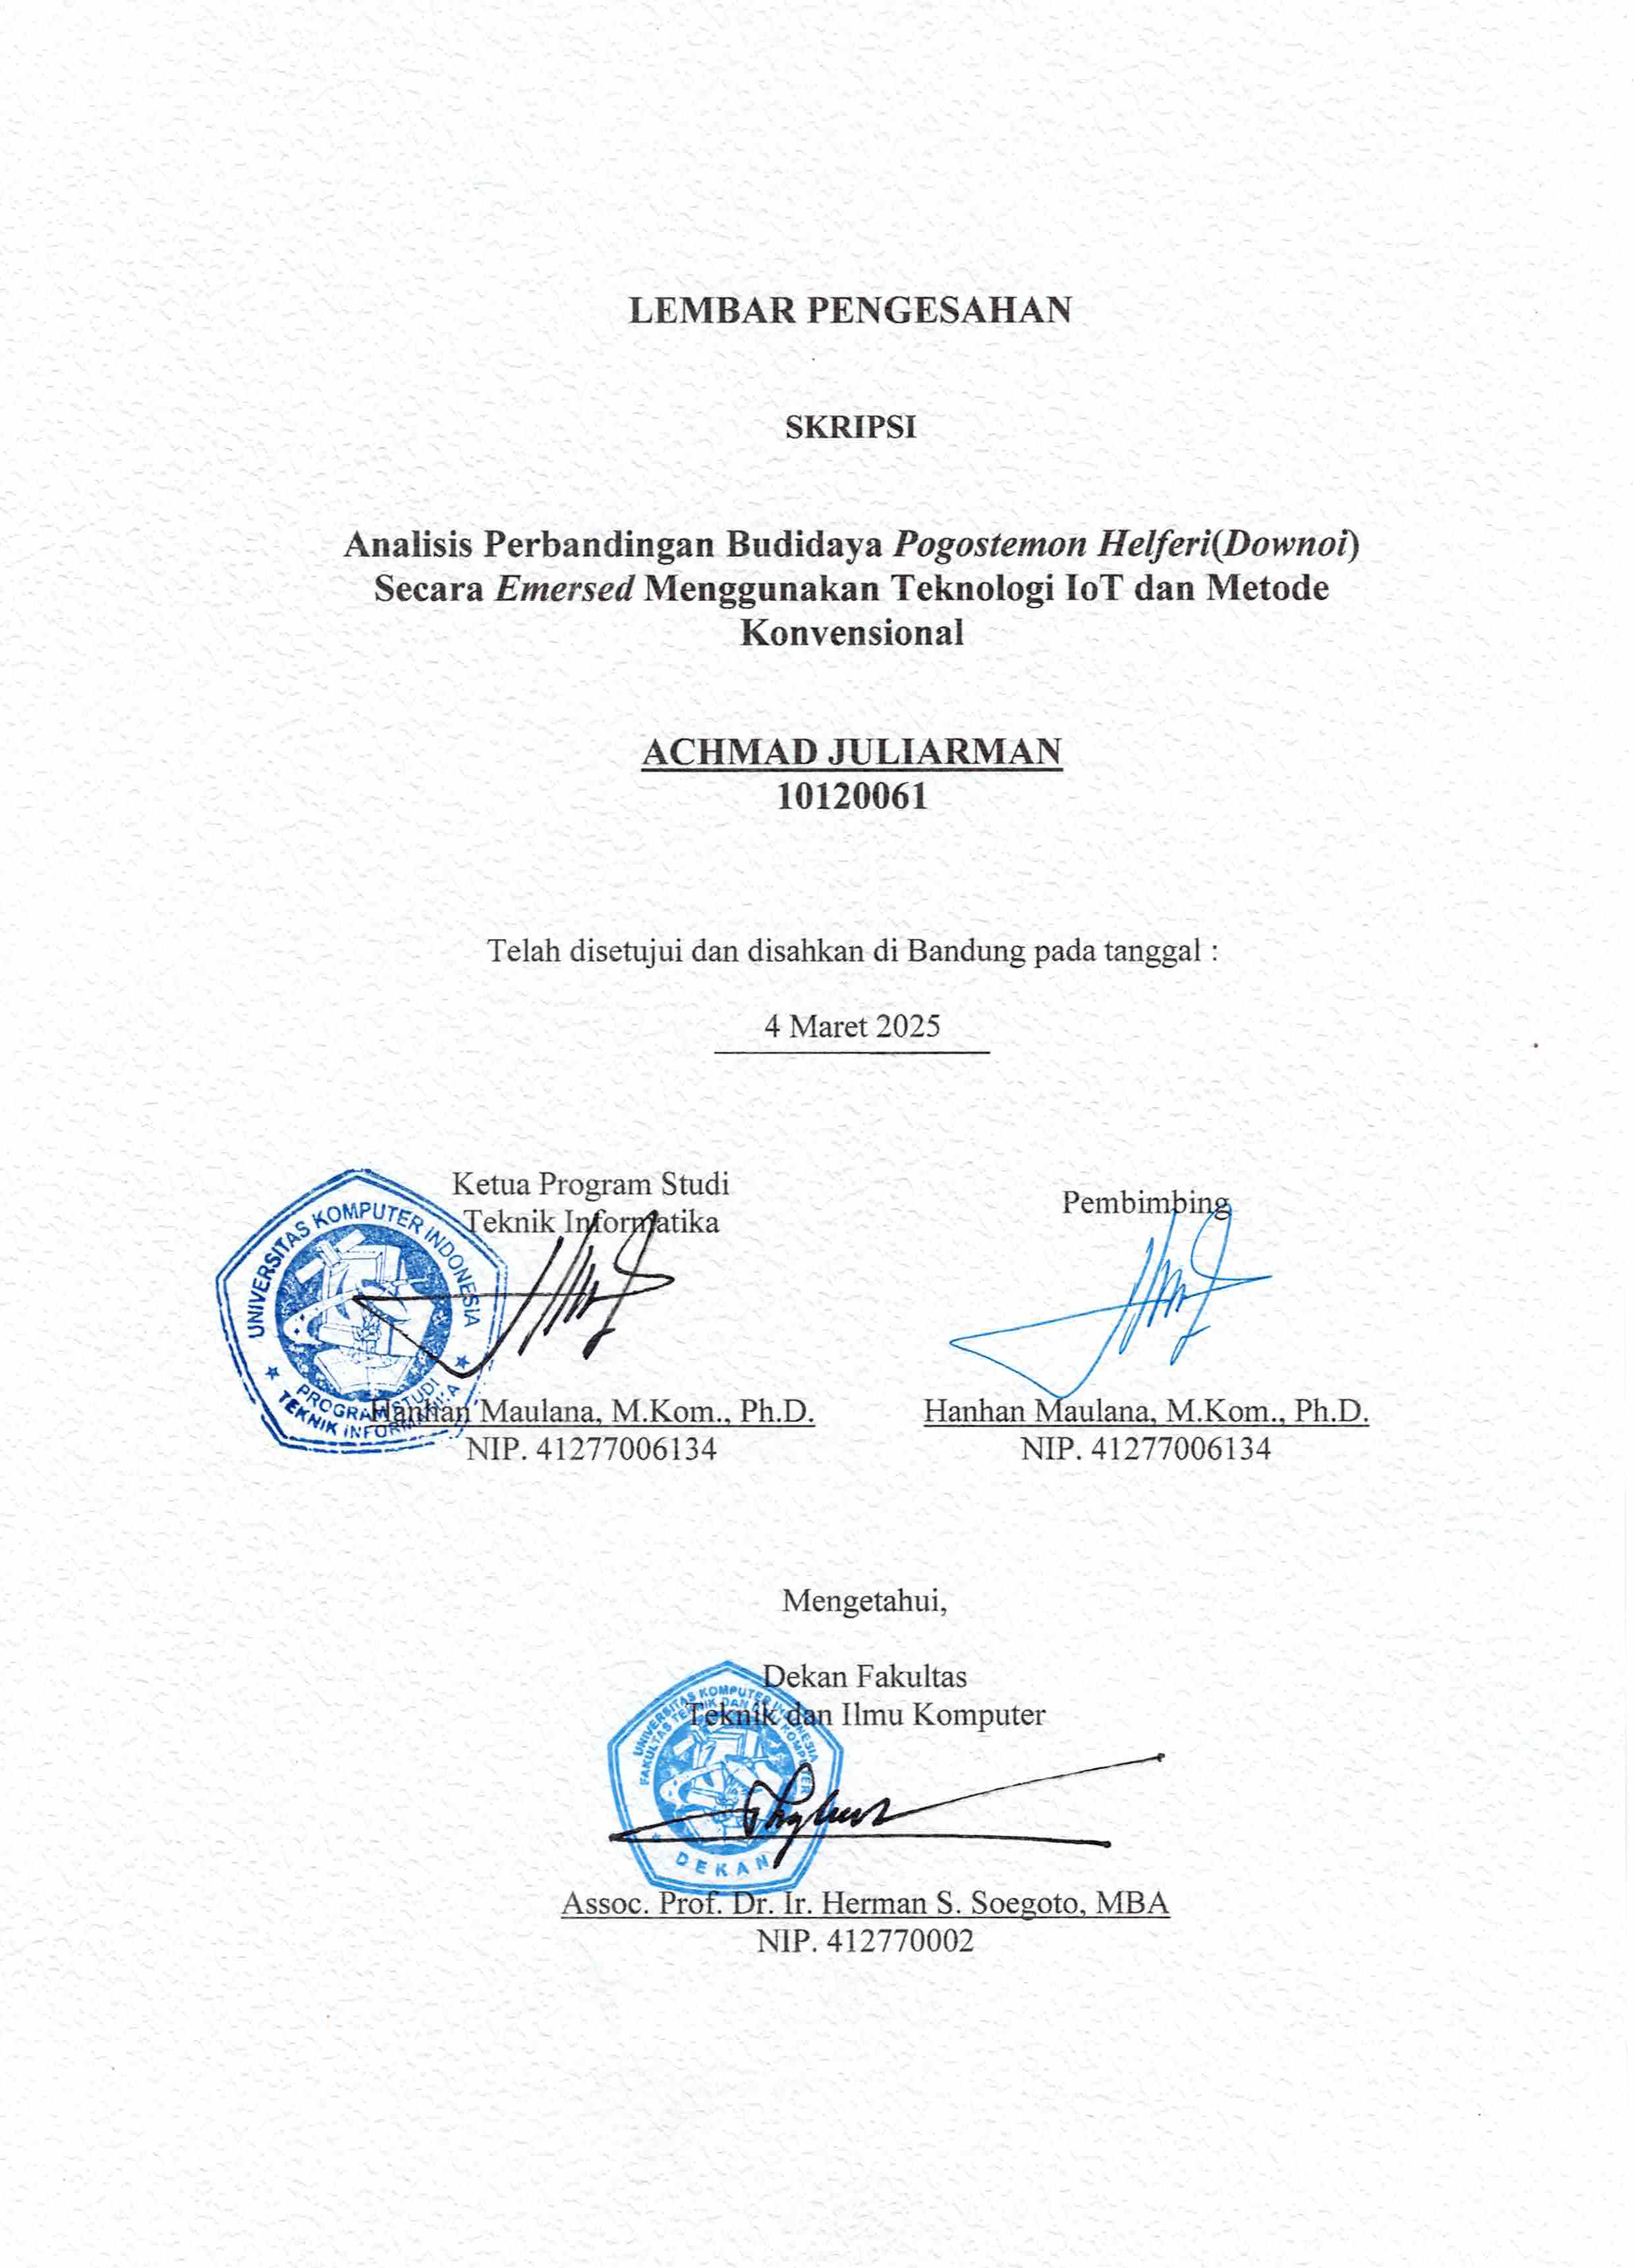 LEMBAR PENGESAHAN
SKRIPSI
Analisis Perbandingan Budidaya Pogostemon Helferi(Downoi)
Secara Emersed Menggunakan Teknologi IoT dan Metode
Konvensional
ACHMAD JULIARMAN
10120061
Telah disetujui dan disahkan di Bandung pada tanggal :
4 Maret 2025
Ketua Program Studi
Teknik Informatika
UNIVERSITAS KOMPUTER INDONESIA
PROGRAM STUDI
TEKNIK INFORMATIKA
Hanhan Maulana, M.Kom., Ph.D.
NIP. 41277006134
Pembimbing
Hanhan Maulana, M.Kom., Ph.D.
NIP. 41277006134
Mengetahui,
Dekan Fakultas
Teknik dan Ilmu Komputer
UNIVERSITAS KOMPUTER INDONESIA
FAKULTAS TEKNIK DAN ILMU KOMPUTER
DEKAN
Assoc. Prof. Dr. Ir. Herman S. Soegoto, MBA
NIP. 412770002